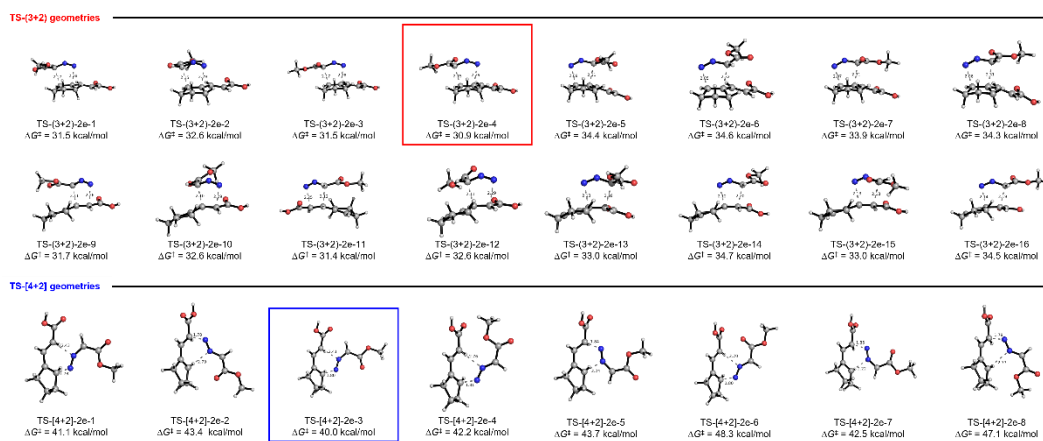 TS-(3+2) geometries
TS-(3+2)-2e-1
ΔG‡ = 31.5 kcal/mol
TS-(3+2)-2e-2
ΔG‡ = 32.6 kcal/mol
TS-(3+2)-2e-3
ΔG‡ = 31.5 kcal/mol
TS-(3+2)-2e-4
ΔG‡ = 30.9 kcal/mol
TS-(3+2)-2e-5
ΔG‡ = 34.4 kcal/mol
TS-(3+2)-2e-6
ΔG‡ = 34.6 kcal/mol
TS-(3+2)-2e-7
ΔG‡ = 33.9 kcal/mol
TS-(3+2)-2e-8
ΔG‡ = 34.3 kcal/mol
TS-(3+2)-2e-9
ΔG‡ = 31.7 kcal/mol
TS-(3+2)-2e-10
ΔG‡ = 32.6 kcal/mol
TS-(3+2)-2e-11
ΔG‡ = 31.4 kcal/mol
TS-(3+2)-2e-12
ΔG‡ = 32.6 kcal/mol
TS-(3+2)-2e-13
ΔG‡ = 33.0 kcal/mol
TS-(3+2)-2e-14
ΔG‡ = 34.7 kcal/mol
TS-(3+2)-2e-15
ΔG‡ = 33.0 kcal/mol
TS-(3+2)-2e-16
ΔG‡ = 34.5 kcal/mol
TS-[4+2] geometries
TS-[4+2]-2e-1
ΔG‡ = 41.1 kcal/mol
TS-[4+2]-2e-2
ΔG‡ = 43.4 kcal/mol
TS-[4+2]-2e-3
ΔG‡ = 40.0 kcal/mol
TS-[4+2]-2e-4
ΔG‡ = 42.2 kcal/mol
TS-[4+2]-2e-5
ΔG‡ = 43.7 kcal/mol
TS-[4+2]-2e-6
ΔG‡ = 48.3 kcal/mol
TS-[4+2]-2e-7
ΔG‡ = 42.5 kcal/mol
TS-[4+2]-2e-8
ΔG‡ = 47.1 kcal/mol